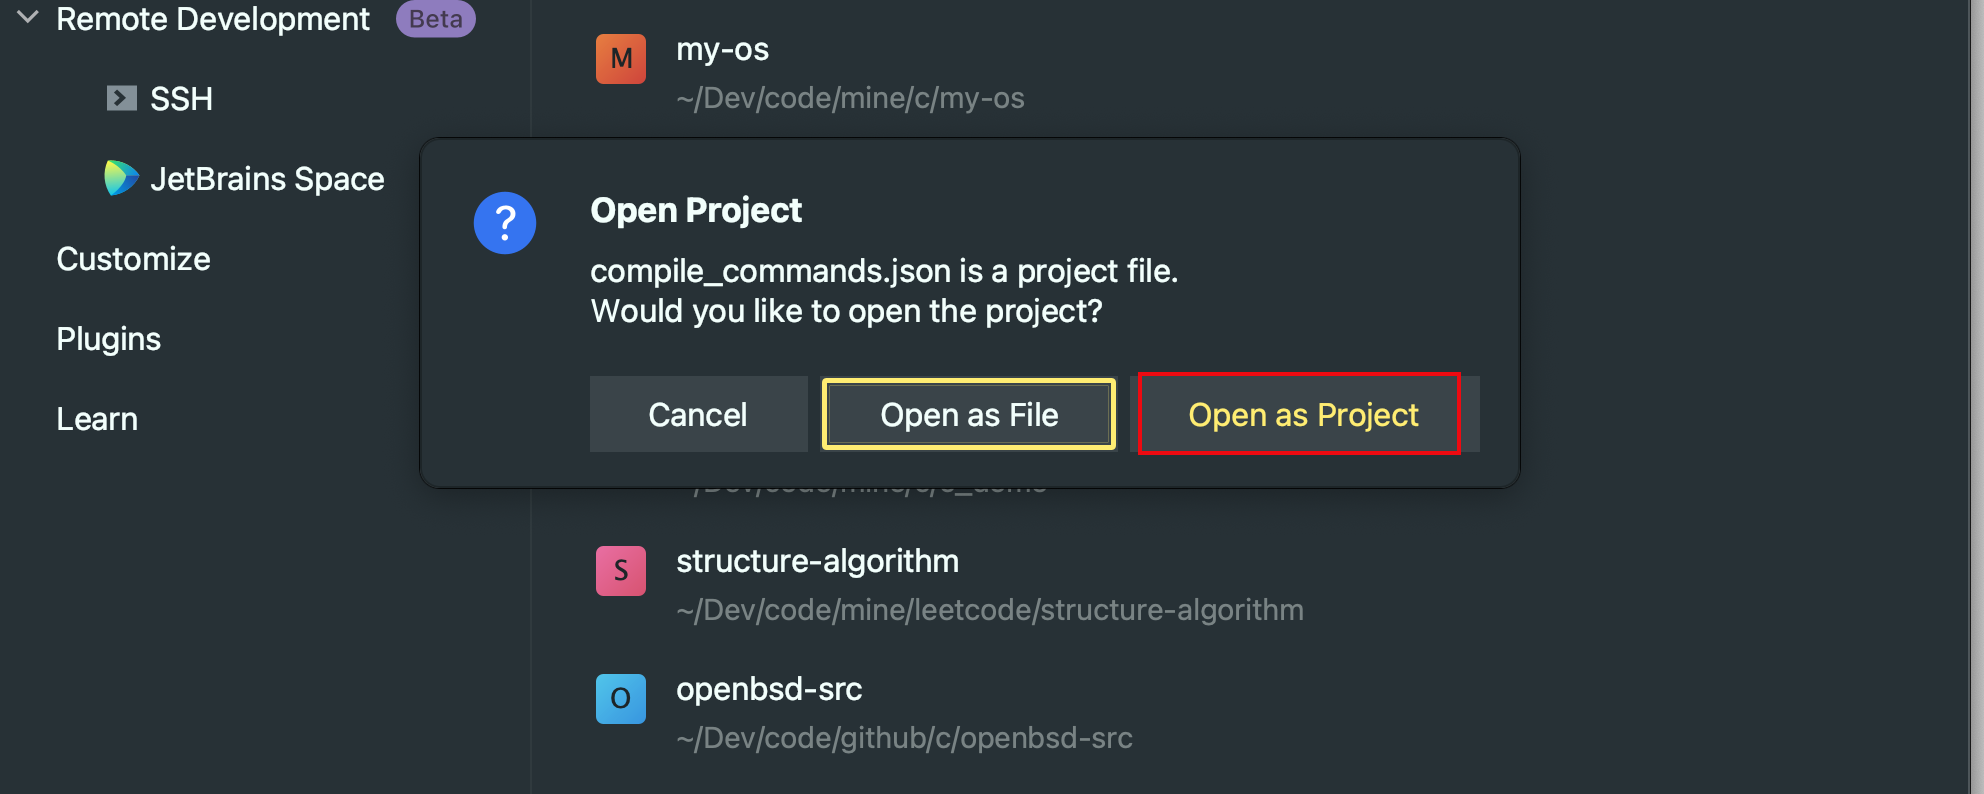 Remote Development Beta
SSH
JetBrains Space
Customize
Plugins
Learn
M my-os
~/Dev/code/mine/c/my-os
? Open Project
compile_commands.json is a project file.
Would you like to open the project?
Cancel Open as File Open as Project
S structure-algorithm
~/Dev/code/mine/leetcode/structure-algorithm
O openbsd-src
~/Dev/code/github/c/openbsd-src